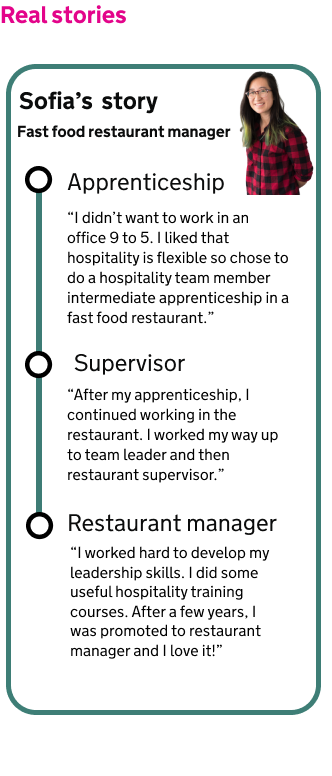 Real stories
Sofia's story
Fast food restaurant manager
Apprenticeship
“I didn’t want to work in an
office 9 to 5. I liked that
hospitality is flexible so chose to
do a hospitality team member
intermediate apprenticeship in a
fast food restaurant.”
Supervisor
“After my apprenticeship, I
continued working in the
restaurant. I worked my way up
to team leader and then
restaurant supervisor.”
Restaurant manager
“I worked hard to develop my
leadership skills. I did some
useful hospitality training
courses. After a few years, I
was promoted to restaurant
manager and I love it!”